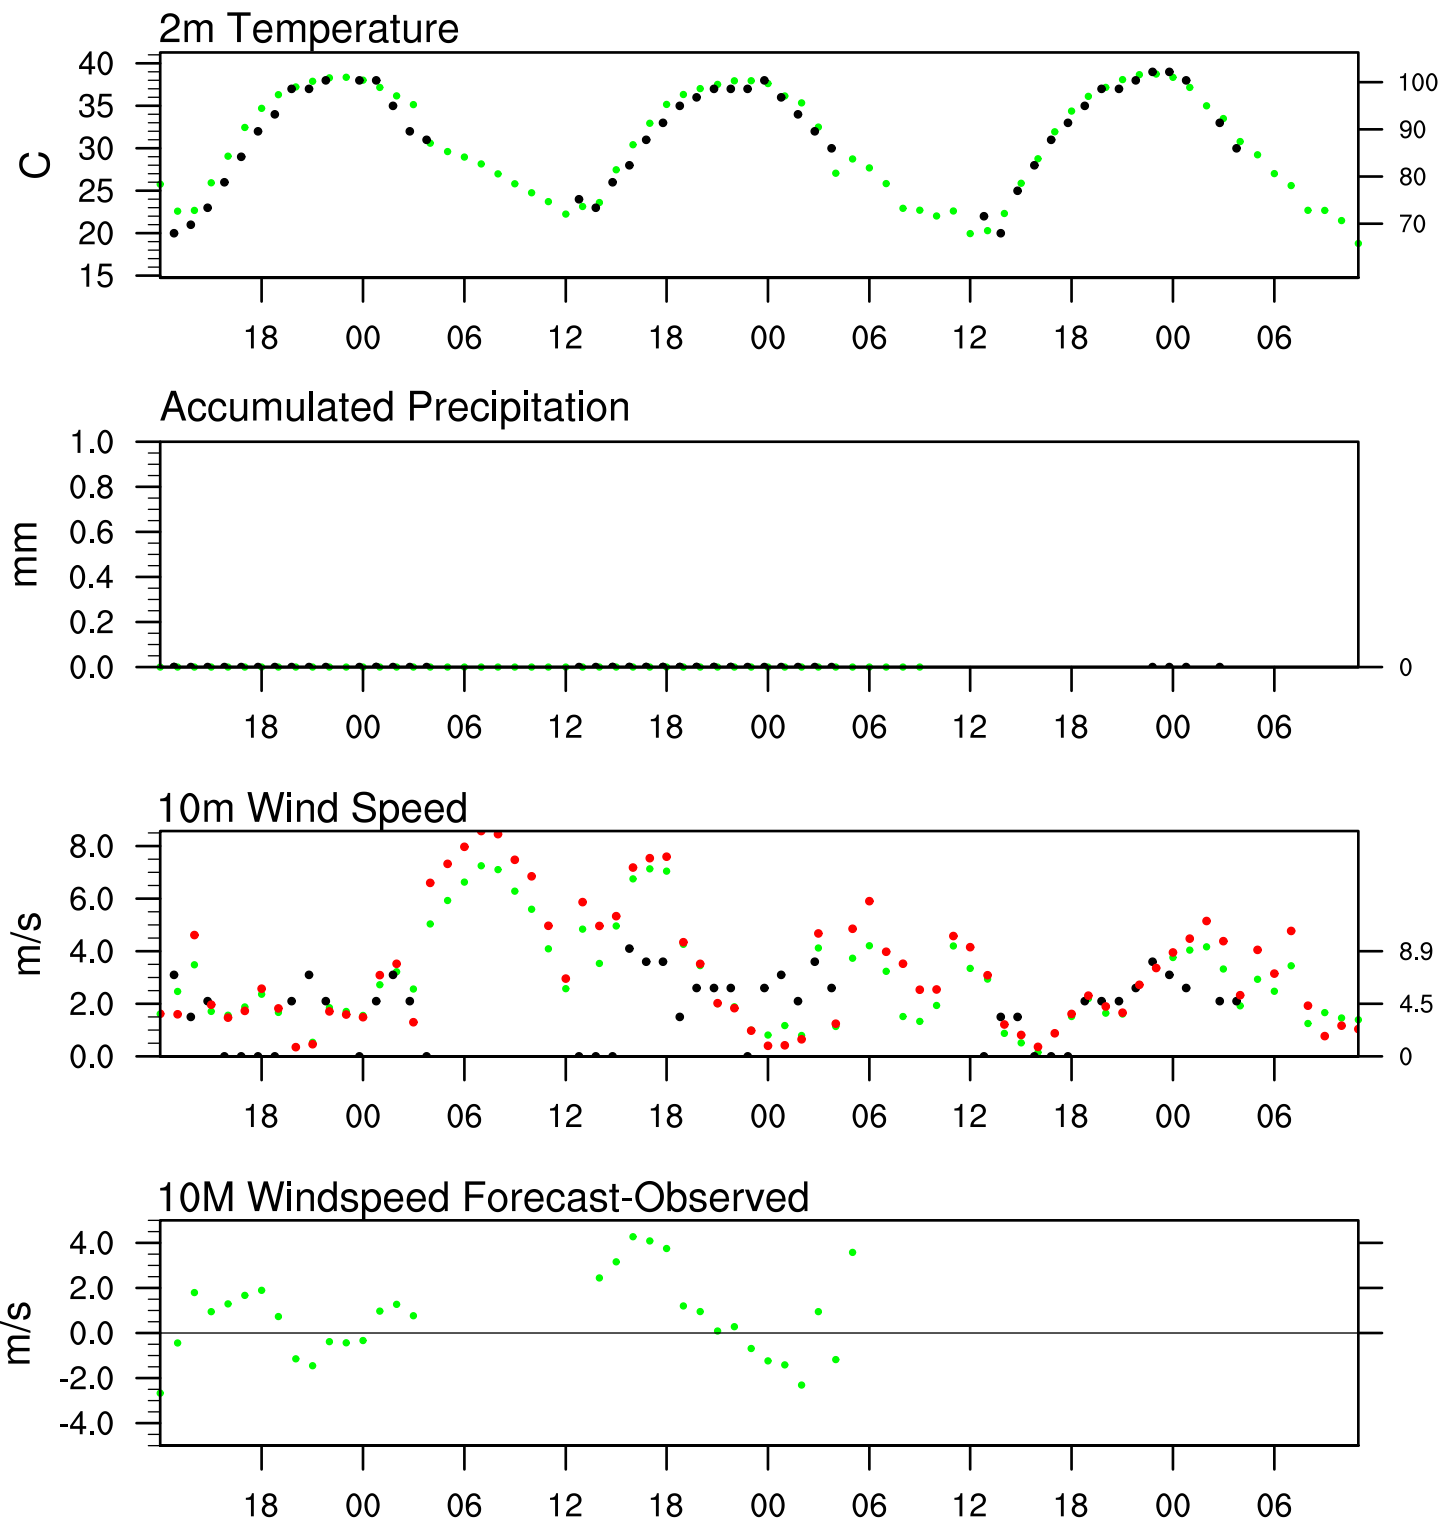 2m Temperature
40
35
30
25
20
15
C
100
90
80
70
18 00 06 12 18 00 06 12 18 00 06
Accumulated Precipitation
1.0
0.8
0.6
0.4
0.2
0.0
mm
0
18 00 06 12 18 00 06 12 18 00 06
10m Wind Speed
8.0
6.0
4.0
2.0
0.0
m/s
8.9
4.5
0
18 00 06 12 18 00 06 12 18 00 06
10M Windspeed Forecast-Observed
4.0
2.0
0.0
-2.0
-4.0
m/s
18 00 06 12 18 00 06 12 18 00 06